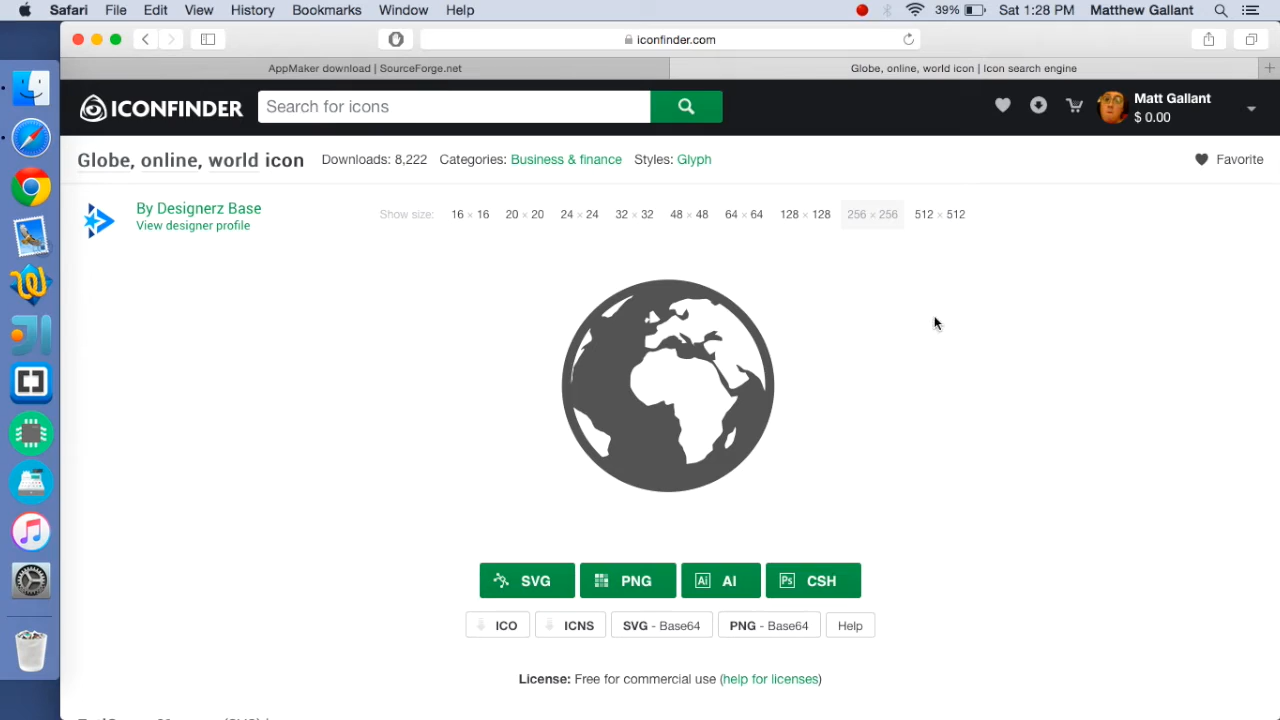 Safari File Edit View History Bookmarks Window Help 39% Sat 1:28 PM Matthew Gallant
iconfinder.com
AppMaker download | SourceForge.net Globe, online, world icon | Icon search engine
ICONFINDER Search for icons Matt Gallant
$ 0.00
Globe, online, world icon Downloads: 8,222 Categories: Business & finance Styles: Glyph Favorite
By Designerz Base
View designer profile
Show size: 16 × 16 20 × 20 24 × 24 32 × 32 48 × 48 64 × 64 128 × 128 256 × 256 512 × 512
SVG PNG Ai AI Ps CSH
ICO ICNS SVG - Base64 PNG - Base64 Help
License: Free for commercial use (help for licenses)